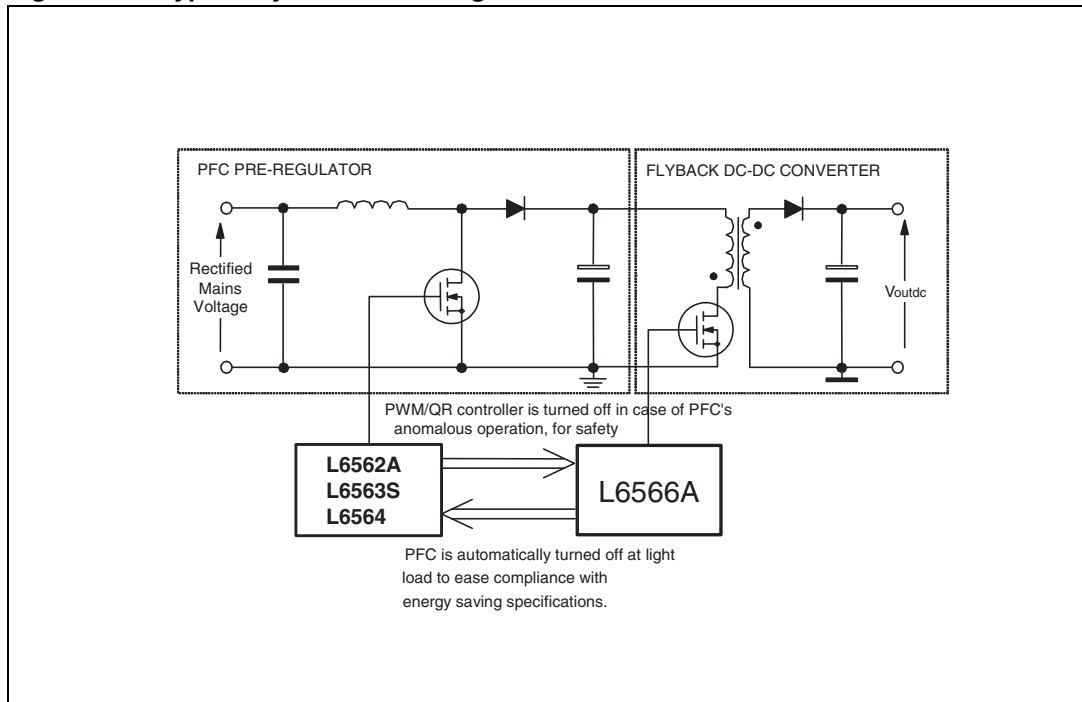 PFC PRE-REGULATOR
FLYBACK DC-DC CONVERTER
Rectified
Mains
Voltage
Voutdc
PWM/QR controller is turned off in case of PFC's
anomalous operation, for safety
L6562A
L6563S
L6564
L6566A
PFC is automatically turned off at light
load to ease compliance with
energy saving specifications.